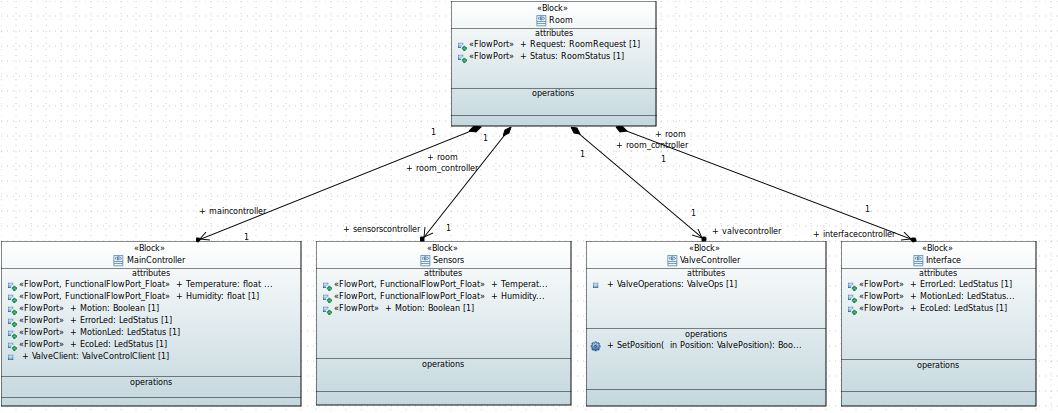 «Block»
Room
attributes
«FlowPort» + Request: RoomRequest [1]
«FlowPort» + Status: RoomStatus [1]
operations
1
1
+ room
+ room_controller
1
+ room
+ room_controller
1
+ maincontroller
1
+ sensorscontroller
1
1
+ valvecontroller
1
+ interfacecontroller
«Block»
MainController
attributes
«FlowPort, FunctionalFlowPort_Float» + Temperature: float ...
«FlowPort, FunctionalFlowPort_Float» + Humidity: float [1]
«FlowPort» + Motion: Boolean [1]
«FlowPort» + ErrorLed: LedStatus [1]
«FlowPort» + MotionLed: LedStatus [1]
«FlowPort» + EcoLed: LedStatus [1]
+ ValveClient: ValveControlClient [1]
operations
«Block»
Sensors
attributes
«FlowPort, FunctionalFlowPort_Float» + Temperat...
«FlowPort, FunctionalFlowPort_Float» + Humidity...
«FlowPort» + Motion: Boolean [1]
operations
«Block»
ValveController
attributes
+ ValveOperations: ValveOps [1]
operations
+ SetPosition( in Position: ValvePosition): Boo...
«Block»
Interface
attributes
«FlowPort» + ErrorLed: LedStatus [1]
«FlowPort» + MotionLed: LedStatus...
«FlowPort» + EcoLed: LedStatus [1]
operations